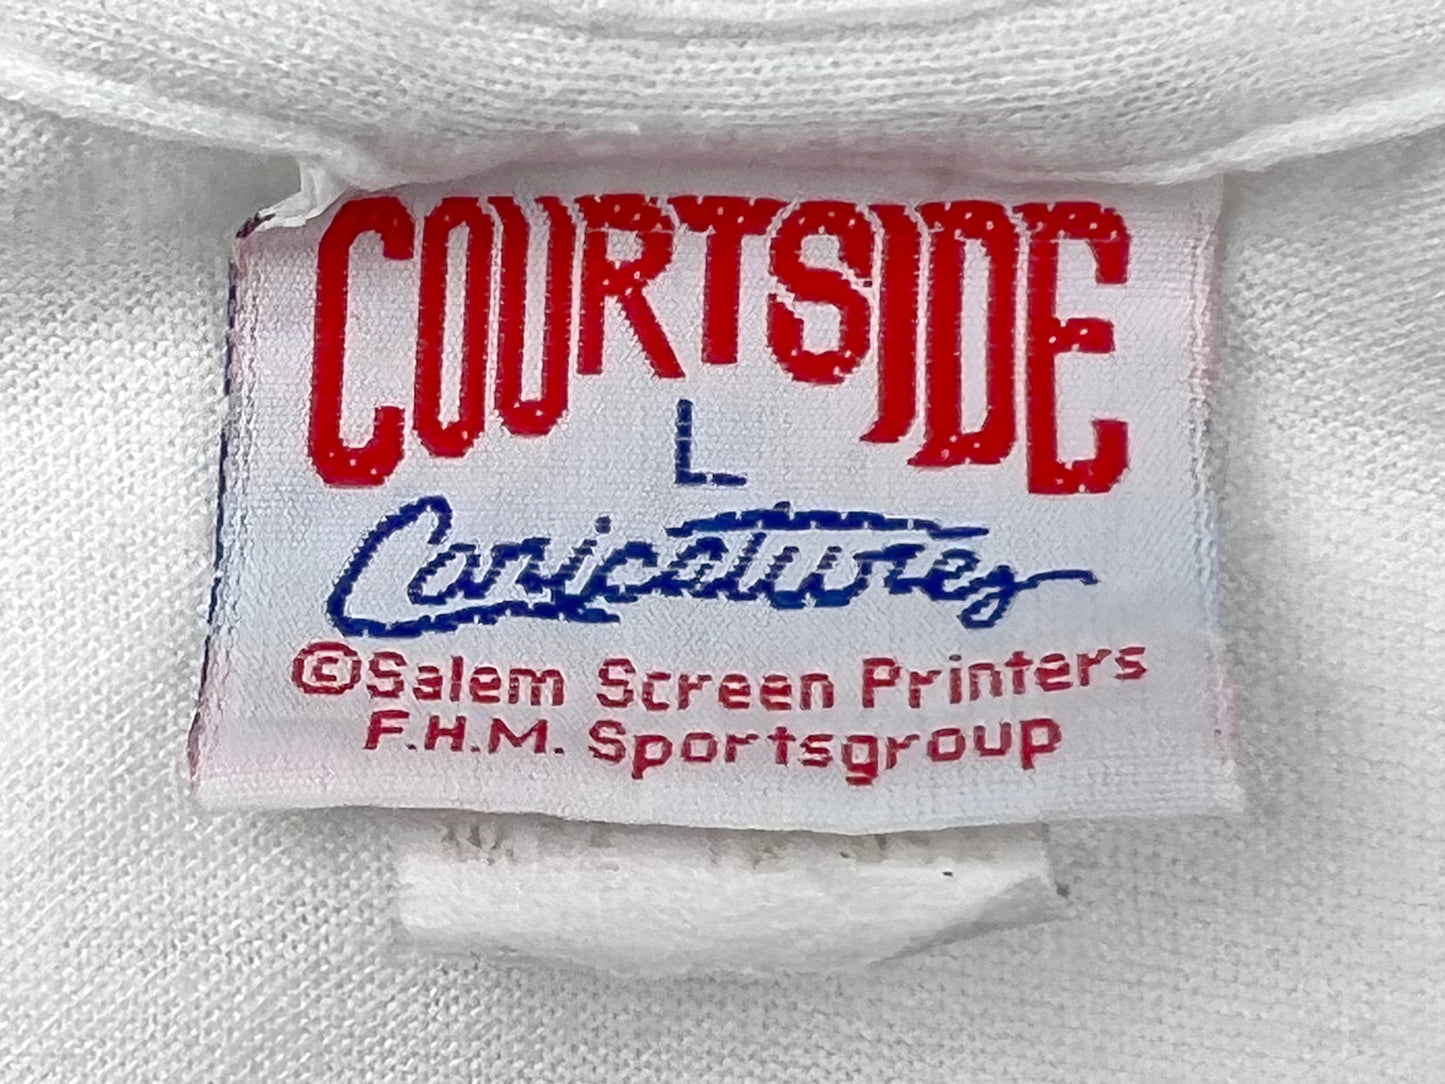 COURTSIDE
L
Caricatures
©Salem Screen Printers
F.H.M. Sportsgroup